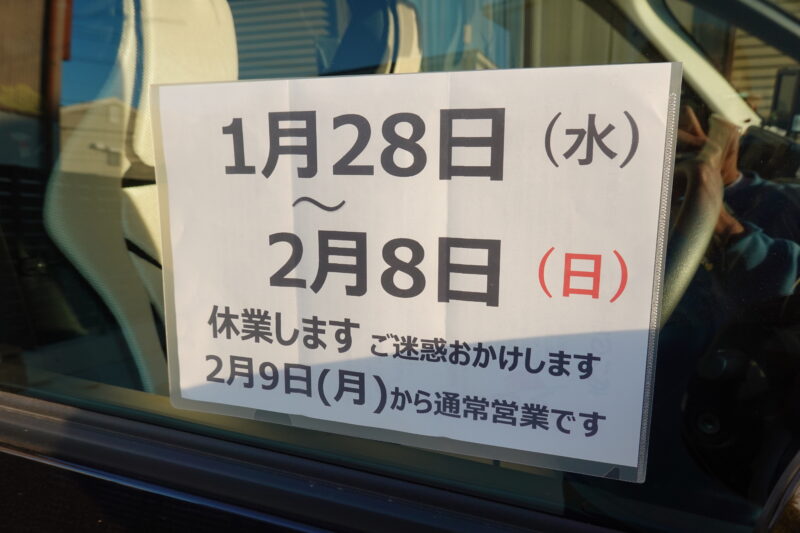 1月28日（水）
～
2月8日（日）
休業します ご迷惑おかけします
2月9日(月)から通常営業です